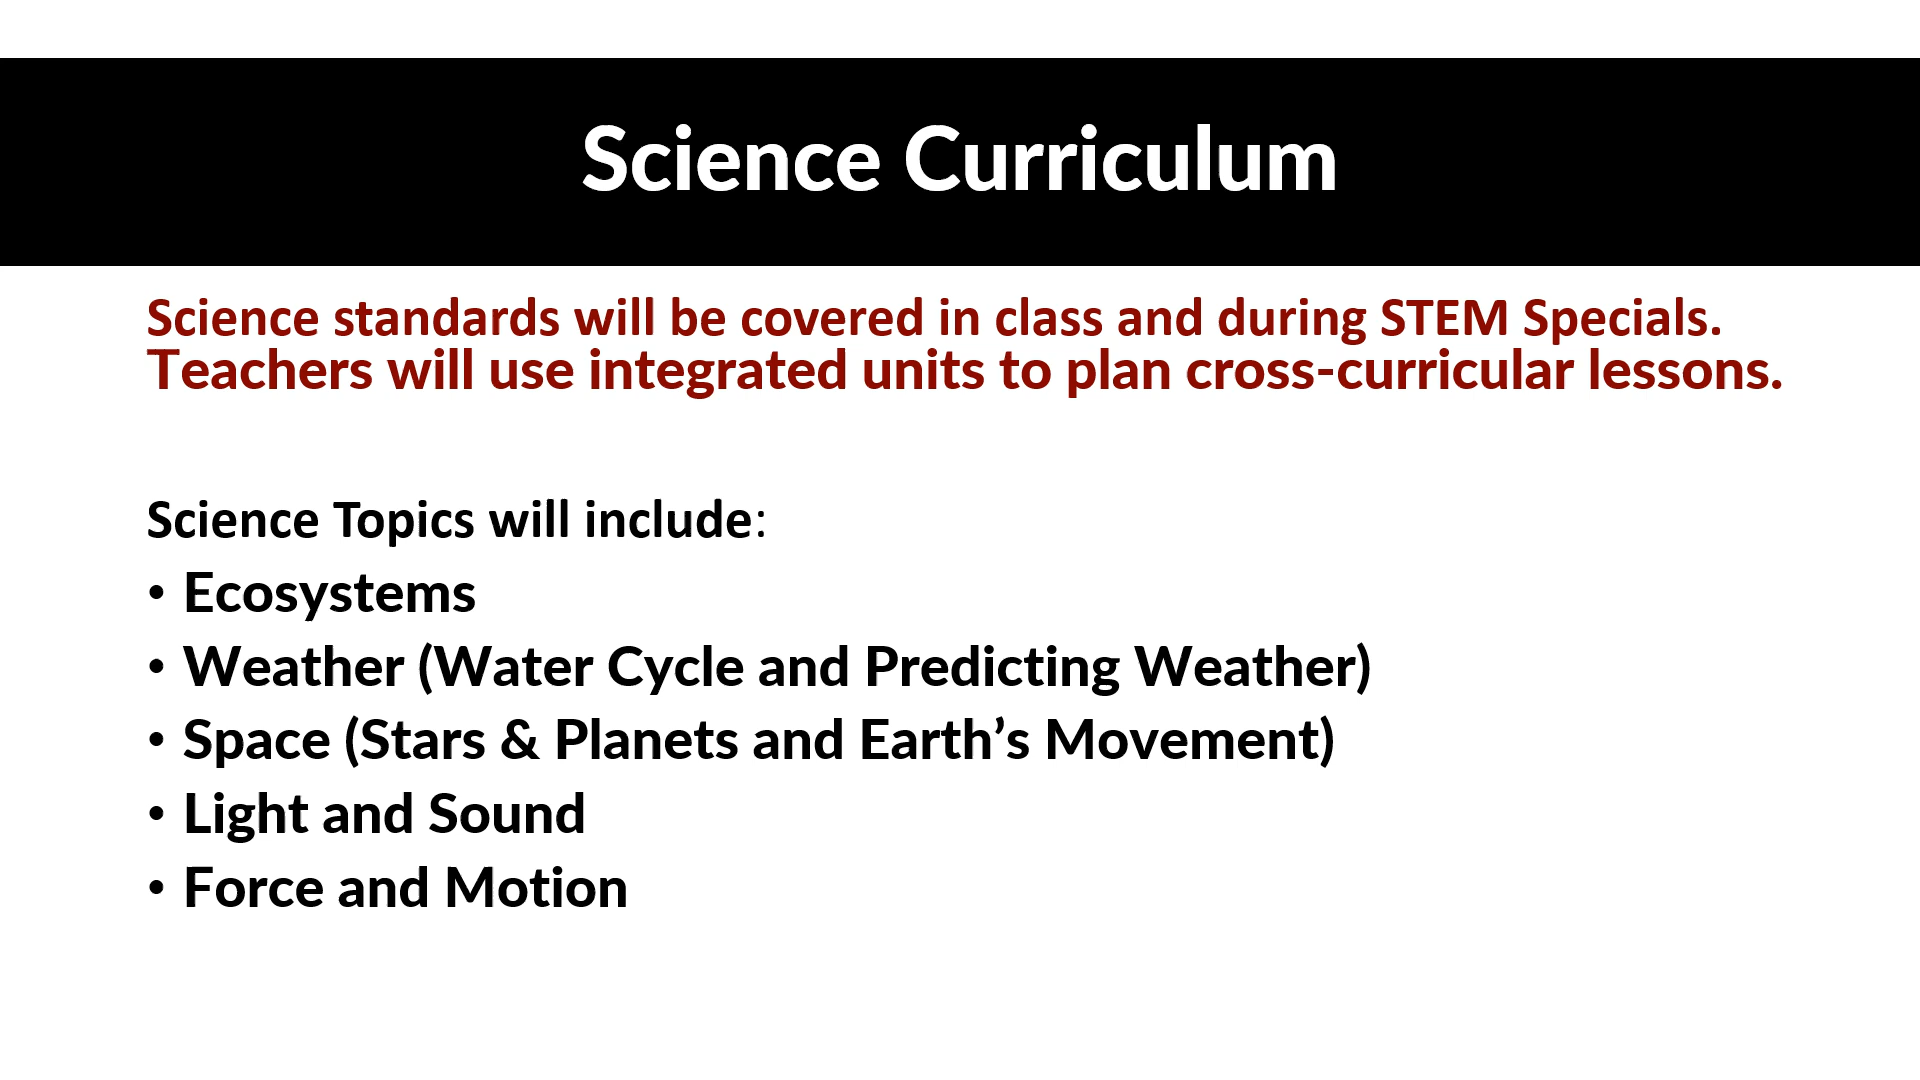 Science Curriculum
Science standards will be covered in class and during STEM Specials.
Teachers will use integrated units to plan cross-curricular lessons.
Science Topics will include:
• Ecosystems
• Weather (Water Cycle and Predicting Weather)
• Space (Stars & Planets and Earth’s Movement)
• Light and Sound
• Force and Motion